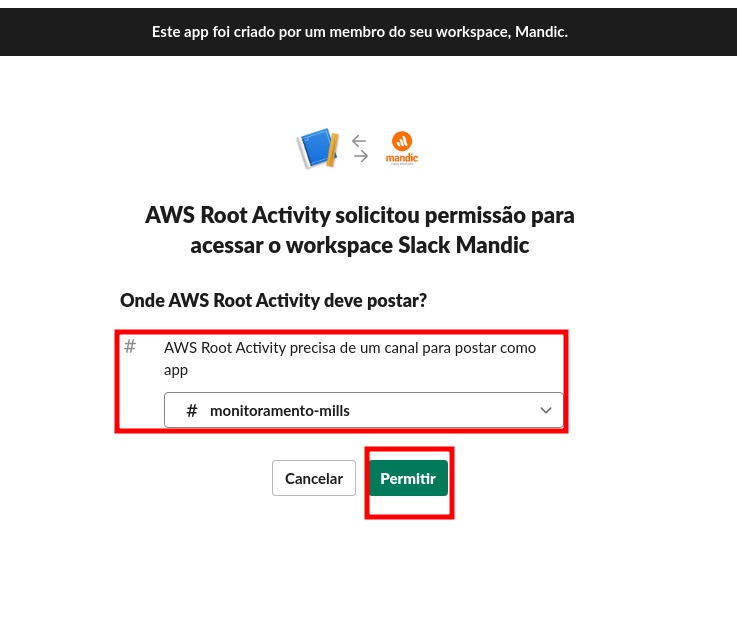 Este app foi criado por um membro do seu workspace, Mandic.
mandic
AWS Root Activity solicitou permissão para
acessar o workspace Slack Mandic
Onde AWS Root Activity deve postar?
# AWS Root Activity precisa de um canal para postar como
app
# monitoramento-mills
Cancelar Permitir